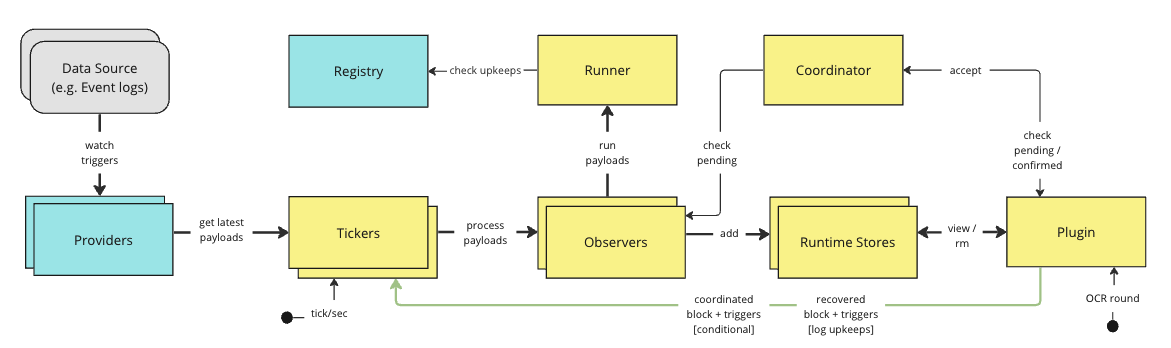 Data Source
(e.g. Event logs)
Registry
check upkeeps
Runner
Coordinator
accept
watch
triggers
run
payloads
check
pending
check
pending /
confirmed
Providers
get latest
payloads
Tickers
process
payloads
Observers
add
Runtime Stores
view /
rm
Plugin
tick/sec
coordinated
block + triggers
[conditional]
recovered
block + triggers
[log upkeeps]
OCR round